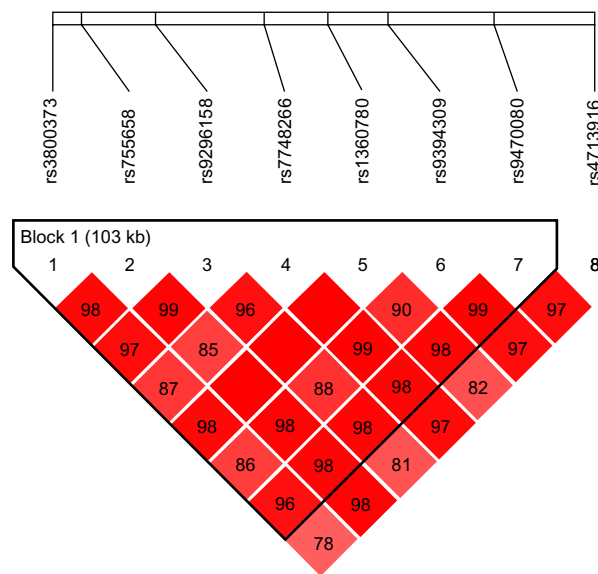 rs3800373
rs755658
rs9296158
rs7748266
rs1360780
rs9394309
rs9470080
rs4713916
Block 1 (103 kb)
1 2 3 4 5 6 7 8
98 99 96 90 99 97
97 85 99 98 97
87 88 98 82
98 98 98 97
86 98 81
96 98
78